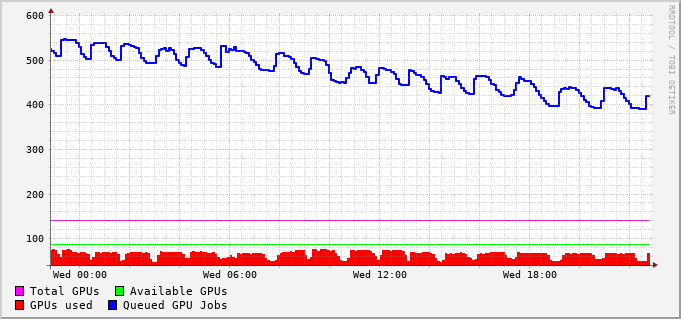 600
500
400
300
200
100
Wed 00:00 Wed 06:00 Wed 12:00 Wed 18:00
Total GPUs Available GPUs
GPUs used Queued GPU Jobs
RRDTOOL / TOBI OETIKER